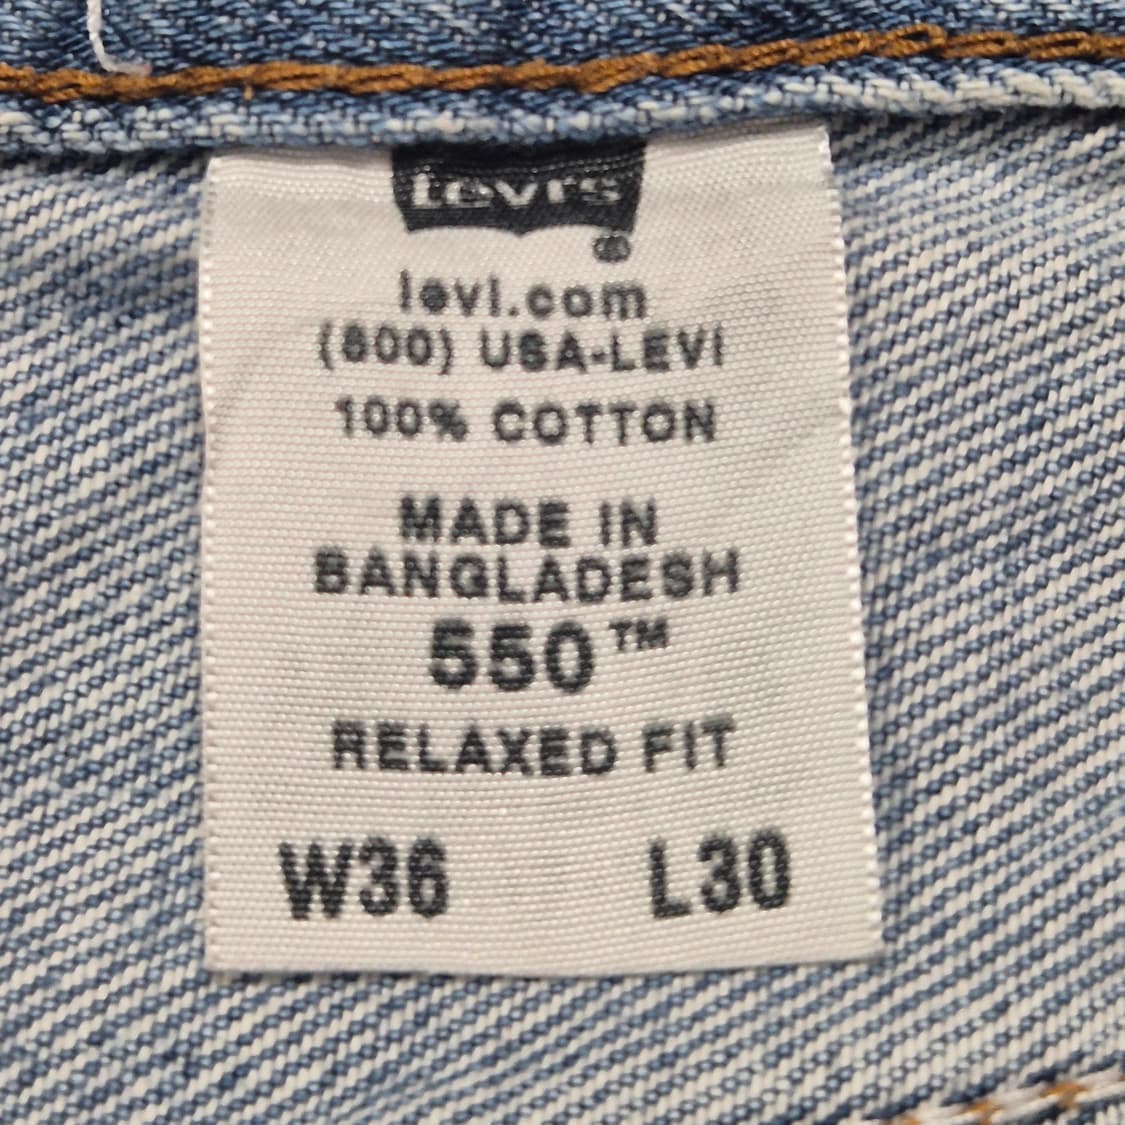 Levi's
®
levi.com
(800) USA-LEVI
100% COTTON
MADE IN
BANGLADESH
550™
RELAXED FIT
W36 L30